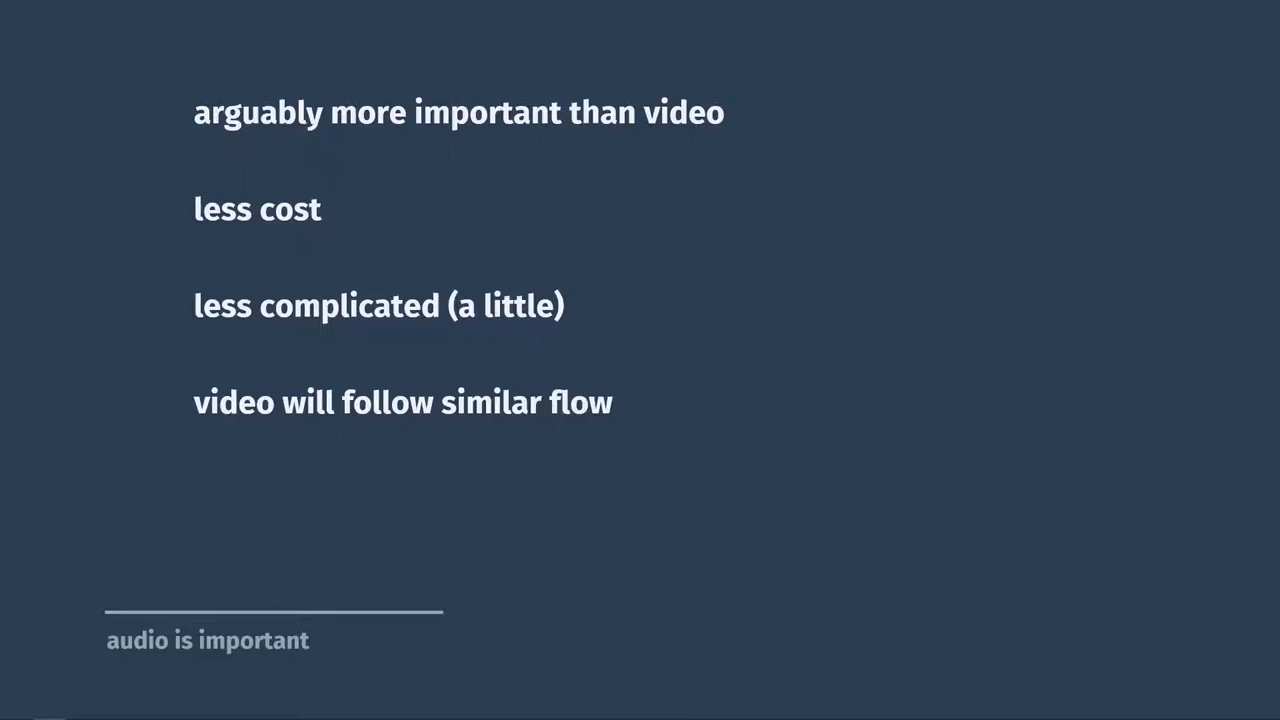 arguably more important than video
less cost
less complicated (a little)
video will follow similar flow
audio is important